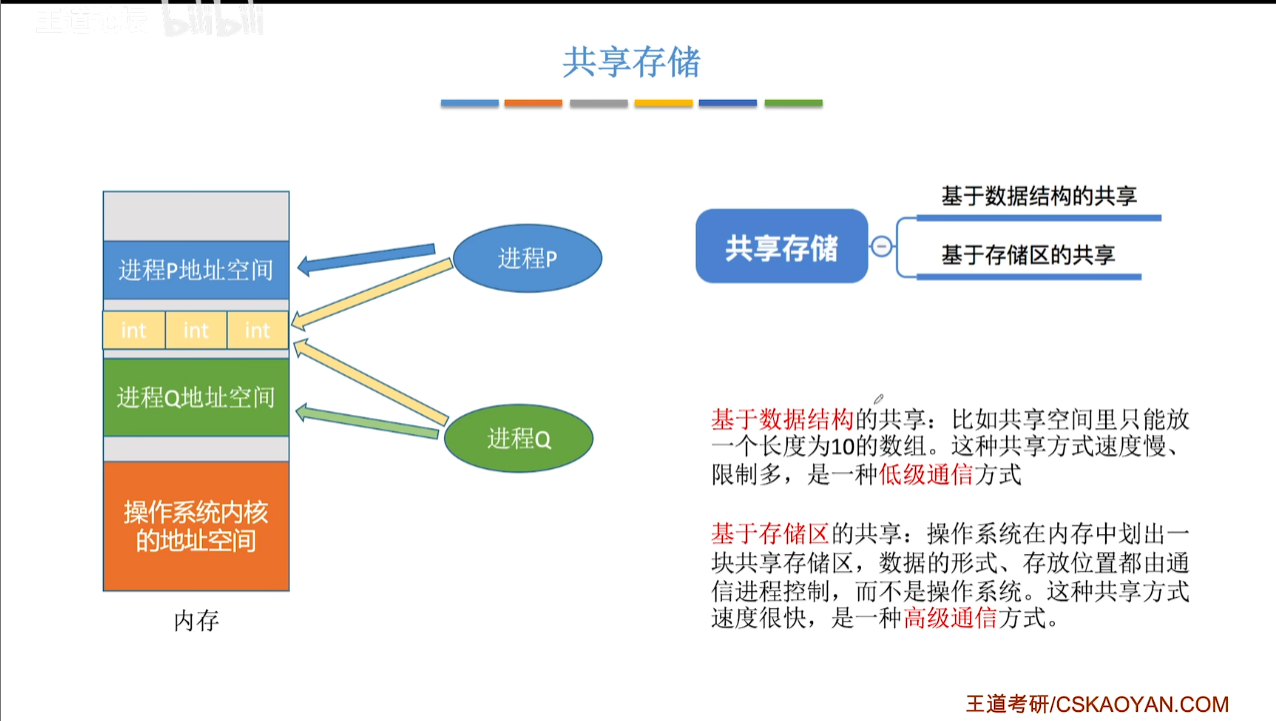 王道论坛 bilibili
共享存储
进程P地址空间
int int int
进程Q地址空间
操作系统内核
的地址空间
内存
进程P
进程Q
共享存储
基于数据结构的共享
基于存储区的共享
基于数据结构的共享：比如共享空间里只能放
一个长度为10的数组。这种共享方式速度慢、
限制多，是一种低级通信方式
基于存储区的共享：操作系统在内存中划出一
块共享存储区，数据的形式、存放位置都由通
信进程控制，而不是操作系统。这种共享方式
速度很快，是一种高级通信方式。
王道考研/CSKAOYAN.COM